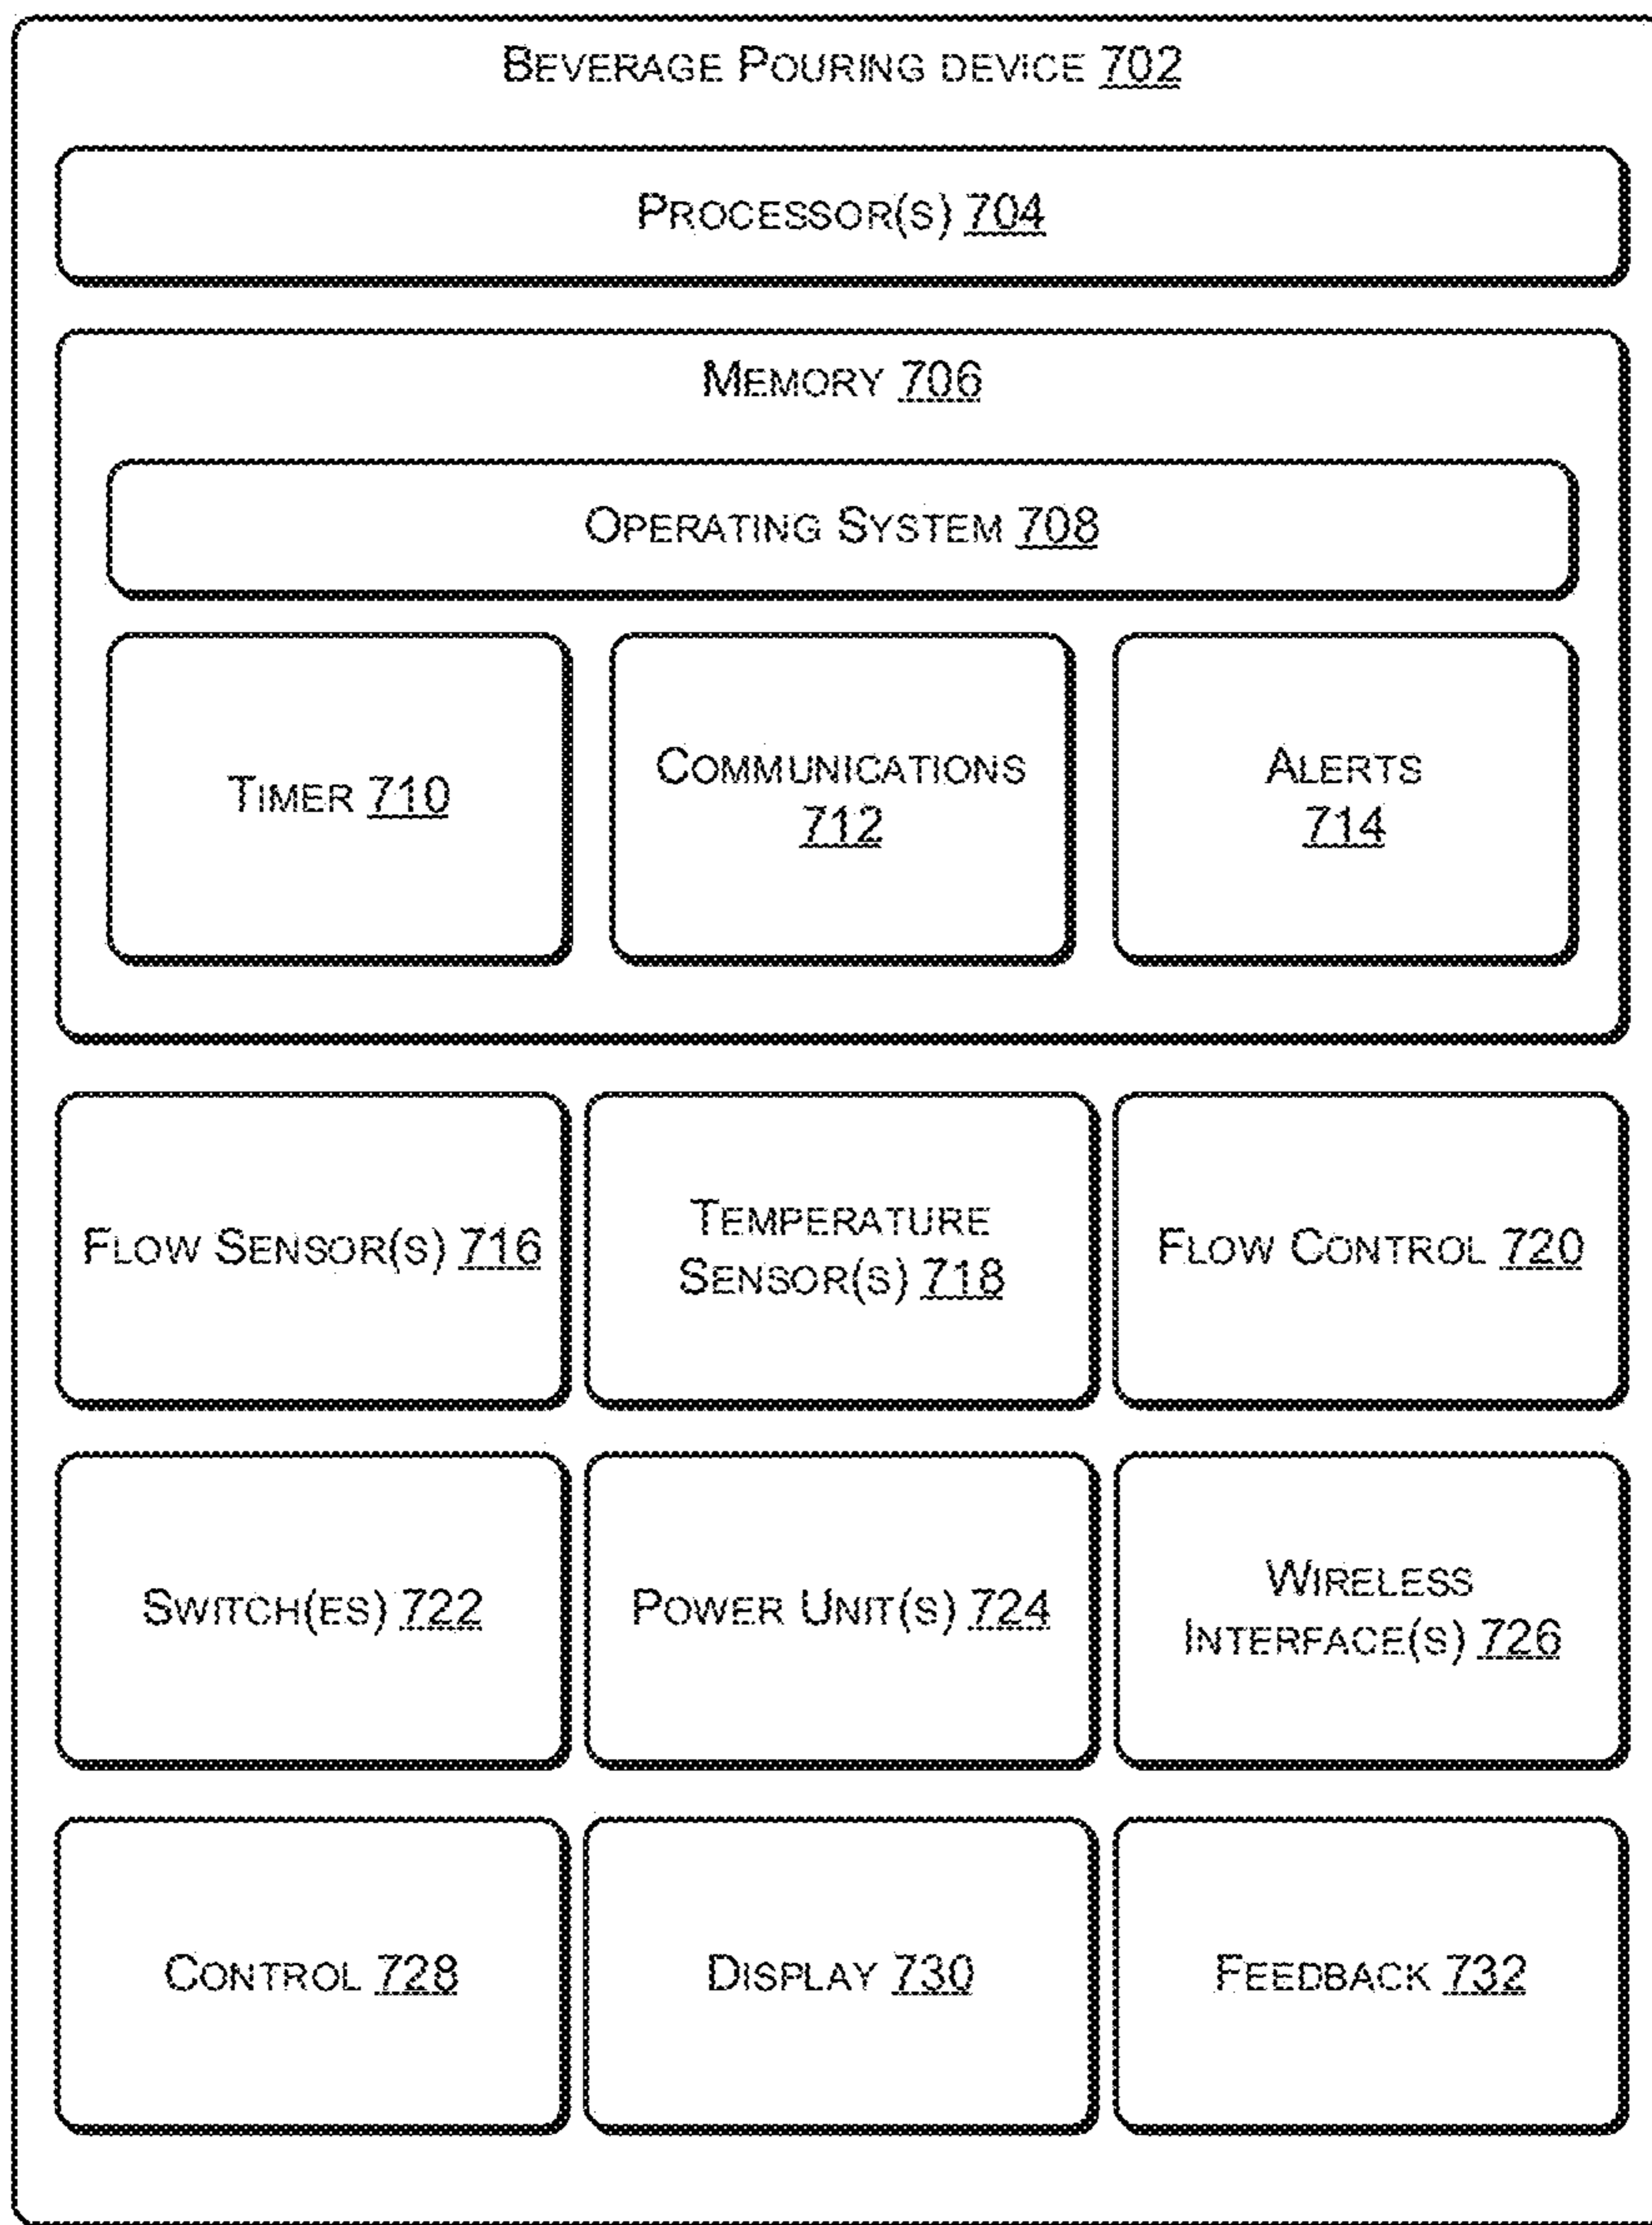 BEVERAGE POURING DEVICE 702
PROCESSOR(S) 704
MEMORY 706
OPERATING SYSTEM 708
TIMER 710
COMMUNICATIONS
712
ALERTS
714
FLOW SENSOR(S) 716
TEMPERATURE
SENSOR(S) 718
FLOW CONTROL 720
SWITCH(ES) 722
POWER UNIT(S) 724
WIRELESS
INTERFACE(S) 726
CONTROL 728
DISPLAY 730
FEEDBACK 732